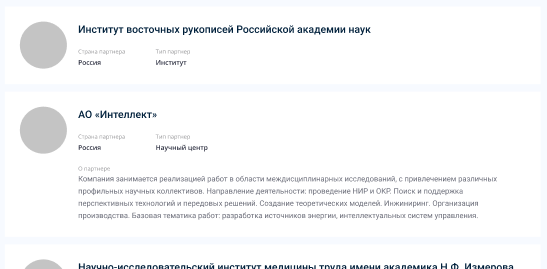 Институт восточных рукописей Российской академии наук
Страна партнера Тип партнер
Россия Институт
АО «Интеллект»
Страна партнера Тип партнер
Россия Научный центр
О партнере
Компания занимается реализацией работ в области междисциплинарных исследований, с привлечением различных
профильных научных коллективов. Направление деятельности: проведение НИР и ОКР. Поиск и поддержка
перспективных технологий и передовых решений. Создание теоретических моделей. Инжиниринг. Организация
производства. Базовая тематика работ: разработка источников энергии, интеллектуальных систем управления.
Научно-исследовательский институт медицины труда имени академика Н.Ф. Измерова